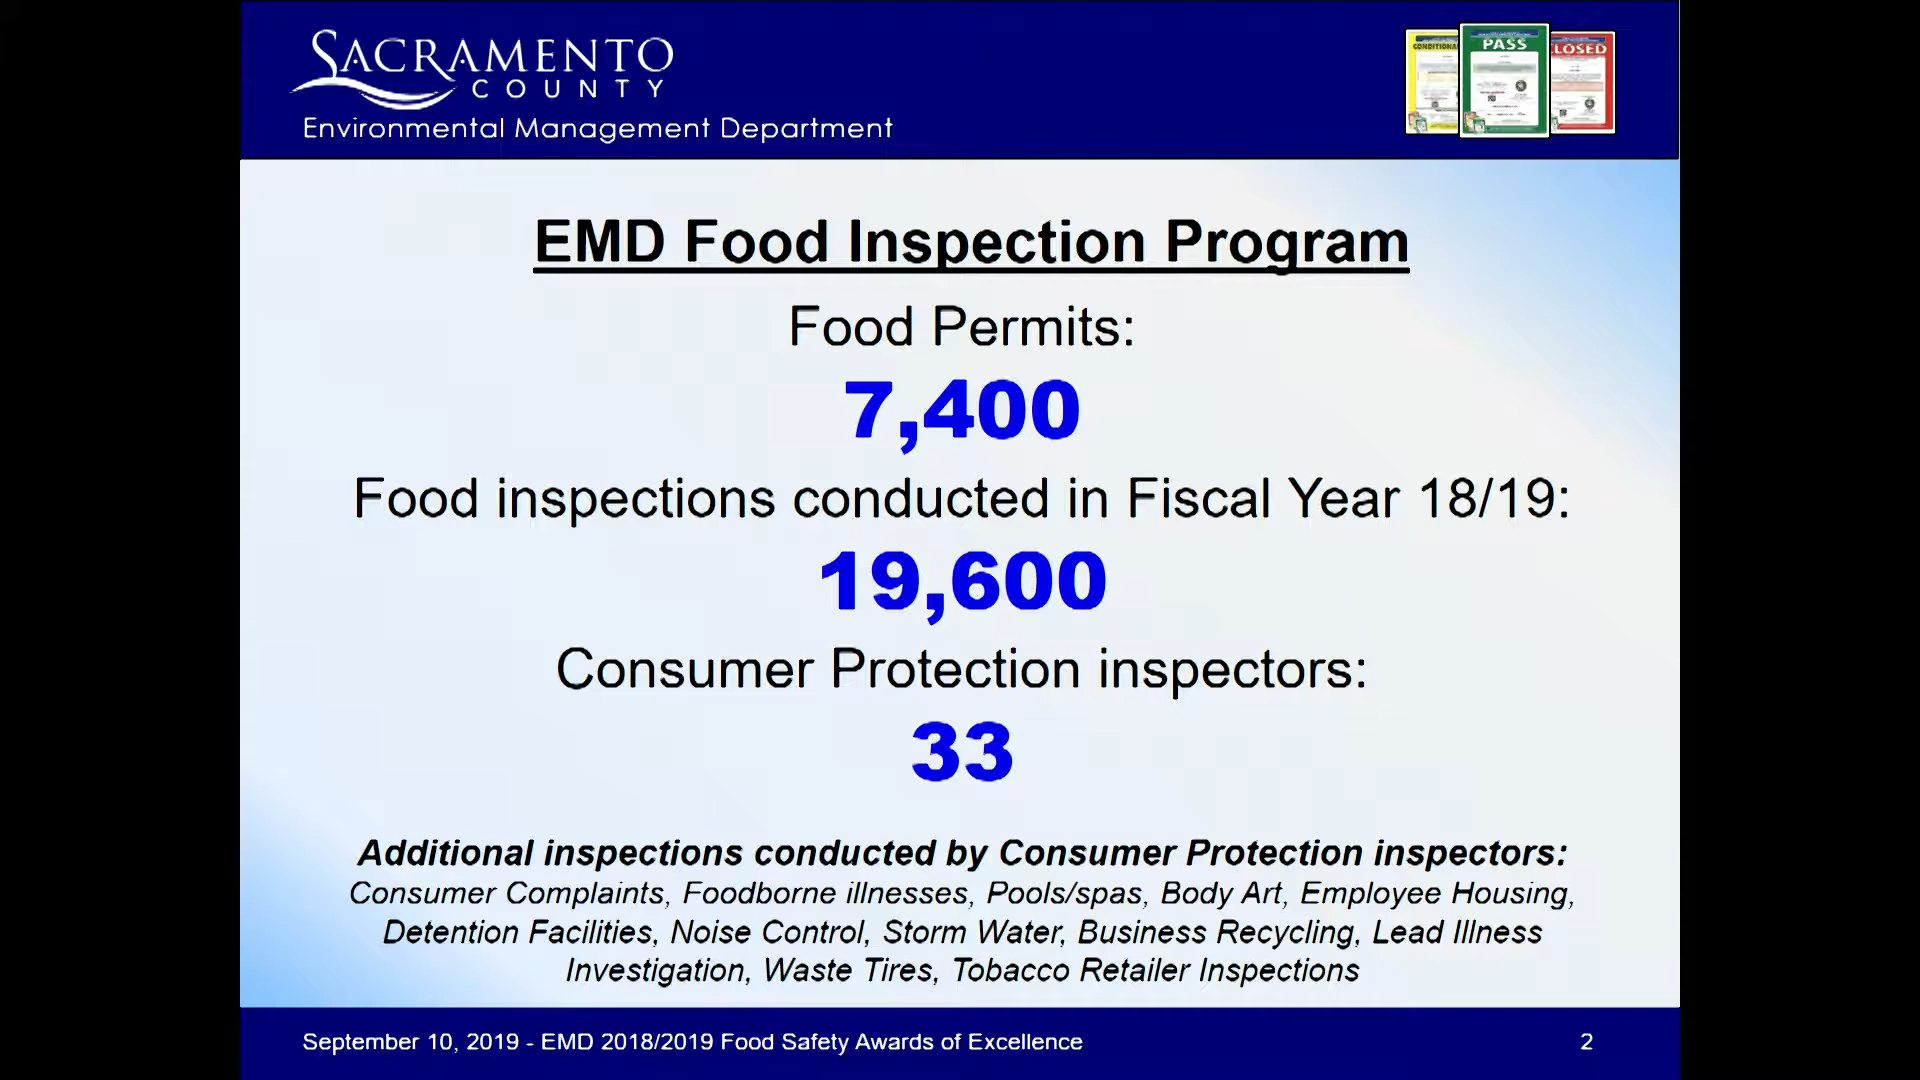 SACRAMENTO
COUNTY
Environmental Management Department
CONDITIONA
PASS
LOSED
EMD Food Inspection Program
Food Permits:
7,400
Food inspections conducted in Fiscal Year 18/19:
19,600
Consumer Protection inspectors:
33
Additional inspections conducted by Consumer Protection inspectors:
Consumer Complaints, Foodborne illnesses, Pools/spas, Body Art, Employee Housing,
Detention Facilities, Noise Control, Storm Water, Business Recycling, Lead Illness
Investigation, Waste Tires, Tobacco Retailer Inspections
September 10, 2019 - EMD 2018/2019 Food Safety Awards of Excellence
2